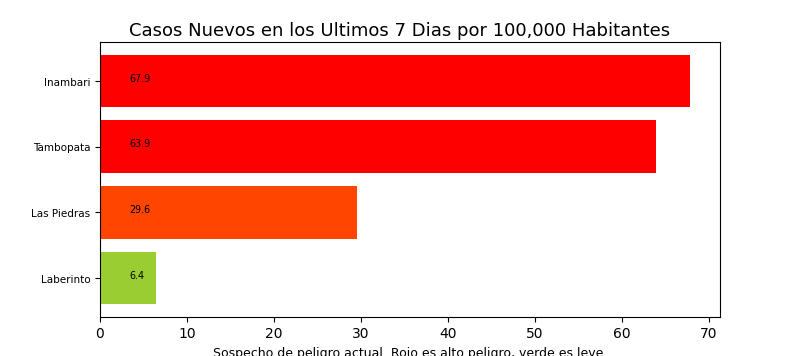 Casos Nuevos en los Ultimos 7 Dias por 100,000 Habitantes
Inambari
67.9
Tambopata
63.9
Las Piedras
29.6
Laberinto
6.4
0 10 20 30 40 50 60 70
Sospecho de peligro actual. Rojo es alto peligro, verde es leve